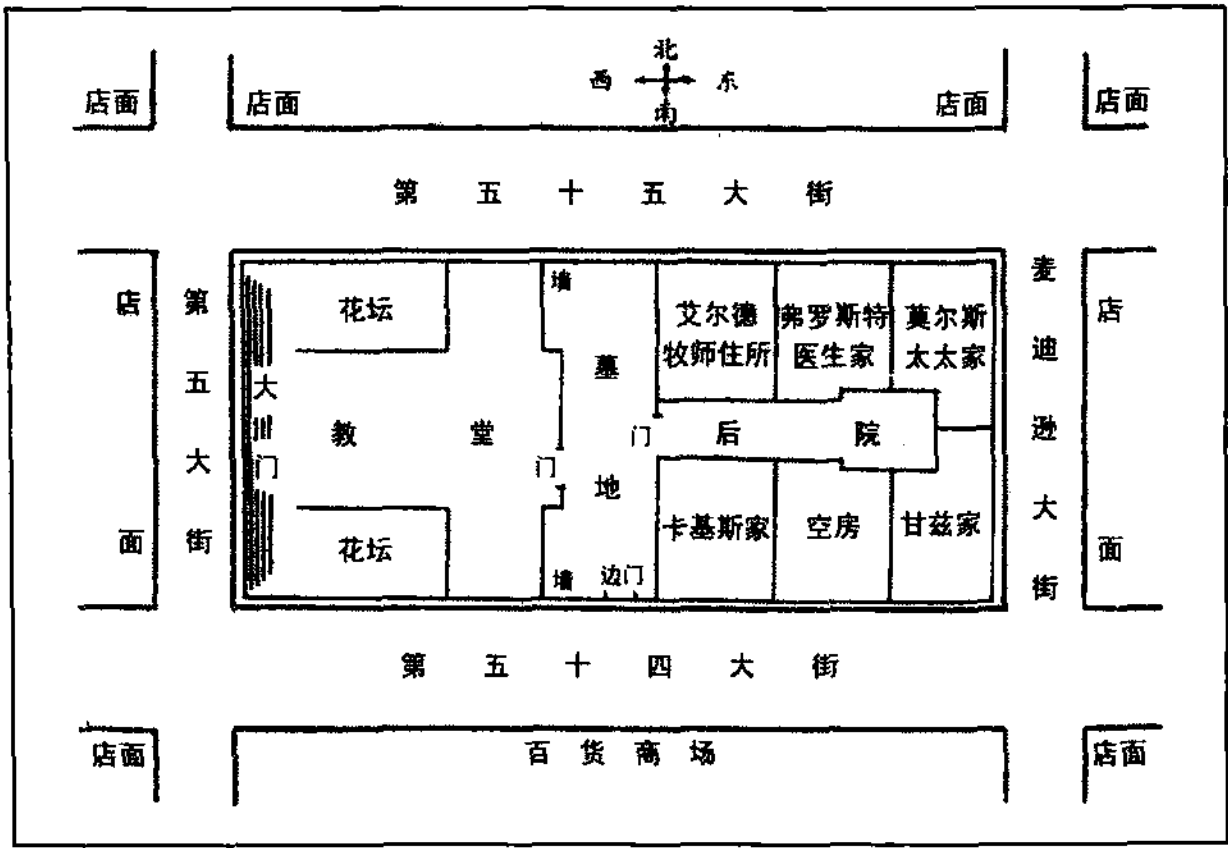 北
西 东
南
店面 店面 店面 店面
第五十五大街
店面
第五大街
花坛
大门
教堂
花坛
墙
墓地
门
门
墙
边门
艾尔德
牧师住所
弗罗斯特
医生家
莫尔斯
太太家
后院
卡基斯家
空房
甘兹家
麦迪逊大街
店面
第五十四大街
店面 百货商场 店面